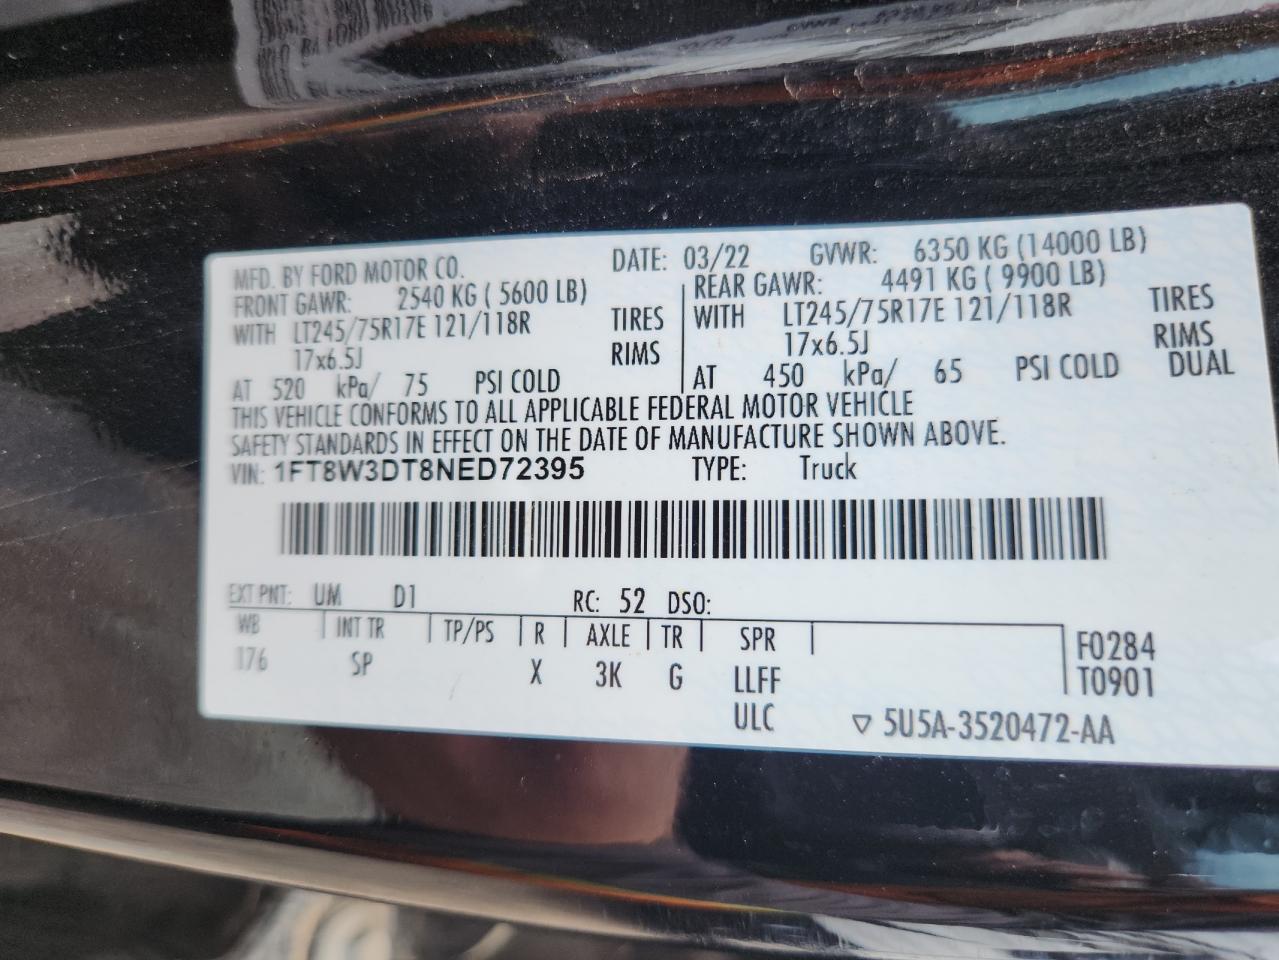 MFD. BY FORD MOTOR CO. DATE: 03/22 GVWR: 6350 KG (14000 LB)
FRONT GAWR: 2540 KG ( 5600 LB)
WITH LT245/75R17E 121/118R TIRES
17x6.5J RIMS
AT 520 kPa/ 75 PSI COLD
REAR GAWR: 4491 KG ( 9900 LB)
WITH LT245/75R17E 121/118R TIRES
17x6.5J RIMS
AT 450 kPa/ 65 PSI COLD DUAL
THIS VEHICLE CONFORMS TO ALL APPLICABLE FEDERAL MOTOR VEHICLE
SAFETY STANDARDS IN EFFECT ON THE DATE OF MANUFACTURE SHOWN ABOVE.
VIN: 1FT8W3DT8NED72395 TYPE: Truck
EXT PNT: UM D1 RC: 52 DSO:
WB INT TR TP/PS R AXLE TR SPR F0284
176 SP X 3K G LLFF T0901
ULC ▽ 5U5A-3520472-AA